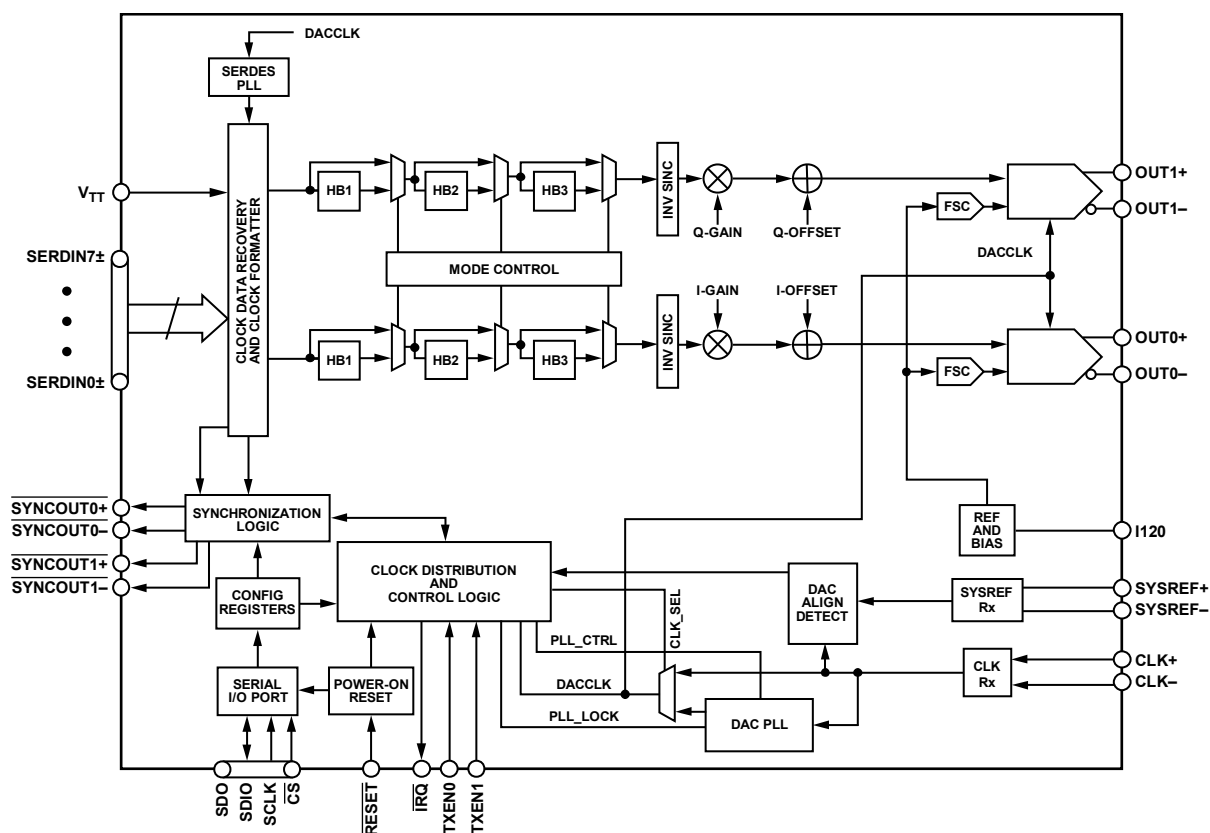 DACCLK
SERDES
PLL
CLOCK DATA RECOVERY
AND CLOCK FORMATTER
VTT
SERDIN7±
SERDIN0±
HB1
HB2
HB3
INV SINC
Q-GAIN
Q-OFFSET
FSC
OUT1+
OUT1–
DACCLK
MODE CONTROL
I-GAIN
I-OFFSET
HB1
HB2
HB3
INV SINC
FSC
OUT0+
OUT0–
SYNCOUT0+
SYNCOUT0–
SYNCOUT1+
SYNCOUT1–
SYNCHRONIZATION
LOGIC
REF
AND
BIAS
I120
CLOCK DISTRIBUTION
AND
CONTROL LOGIC
CONFIG
REGISTERS
CLK_SEL
DAC
ALIGN
DETECT
SYSREF
Rx
SYSREF+
SYSREF–
PLL_CTRL
SERIAL
I/O PORT
POWER-ON
RESET
DACCLK
PLL_LOCK
DAC PLL
CLK
Rx
CLK+
CLK–
SDO
SDIO
SCLK
CS
RESET
IRQ
TXEN0
TXEN1